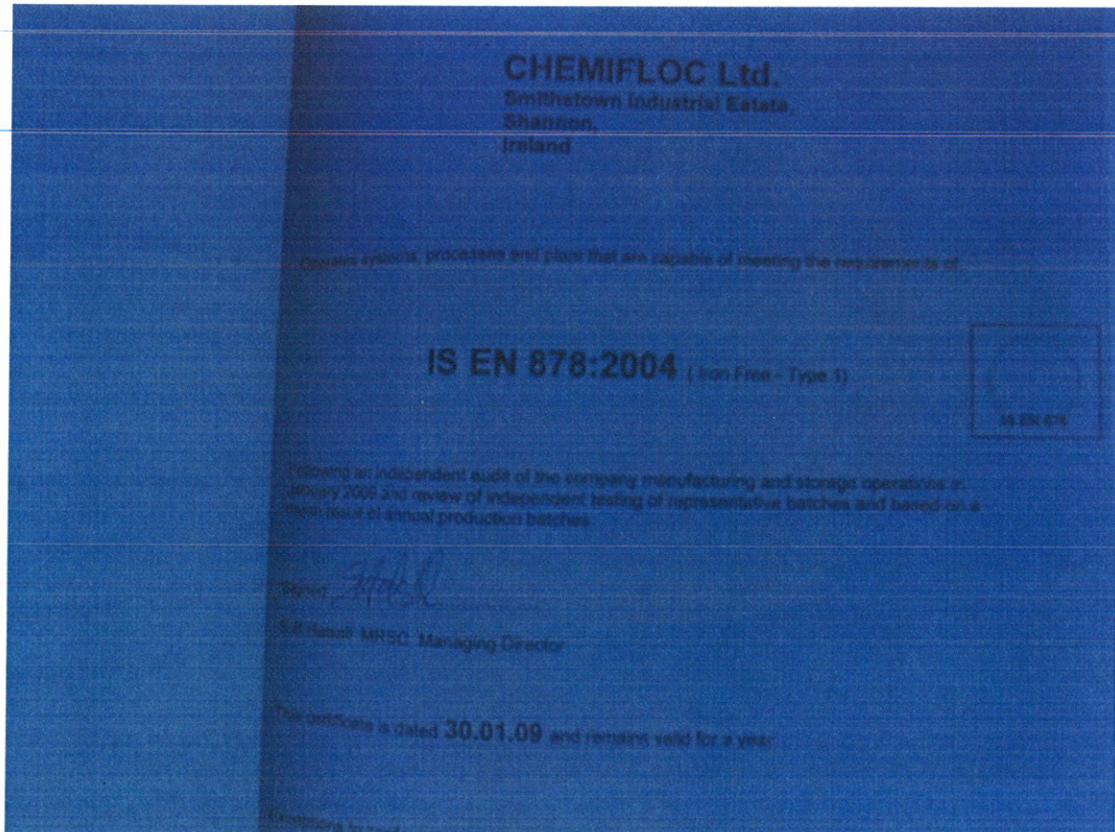 CHEMIFLOC Ltd.
Smithstown Industrial Estate,
Shannon,
Ireland
Operates systems, processes and plant that are capable of meeting the requirements of
IS EN 878:2004 ( Iron Free - Type 1)
IS EN 878
Following an independent audit of the company manufacturing and storage operations in
January 2009 and review of independent testing of representative batches and based on a
mean result of annual production batches
Signed
MRSC Managing Director
This certificate is dated 30.01.09 and remains valid for a year